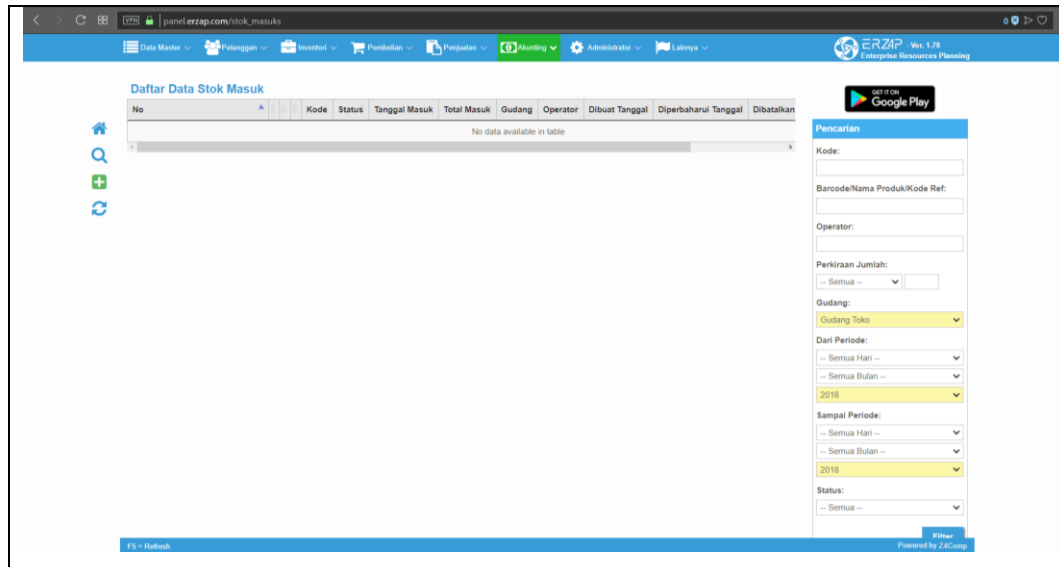 VPN panel.erzap.com/stok_masuks 0
Data Master Pelanggan Inventori Pembelian Penjualan Akunting Administrator Lainnya
ERZAP - Ver. 1.78
Enterprise Resources Planning
Daftar Data Stok Masuk
No Kode Status Tanggal Masuk Total Masuk Gudang Operator Dibuat Tanggal Diperbaharui Tanggal Dibatalkan
No data available in table
GET IT ON
Google Play
Pencarian
Kode:
Barcode/Nama Produk/Kode Ref:
Operator:
Perkiraan Jumlah:
-- Semua --
Gudang:
Gudang Toko
Dari Periode:
-- Semua Hari --
-- Semua Bulan --
2018
Sampai Periode:
-- Semua Hari --
-- Semua Bulan --
2018
Status:
-- Semua --
Filter
F5 = Refresh
Powered by Z4Comp